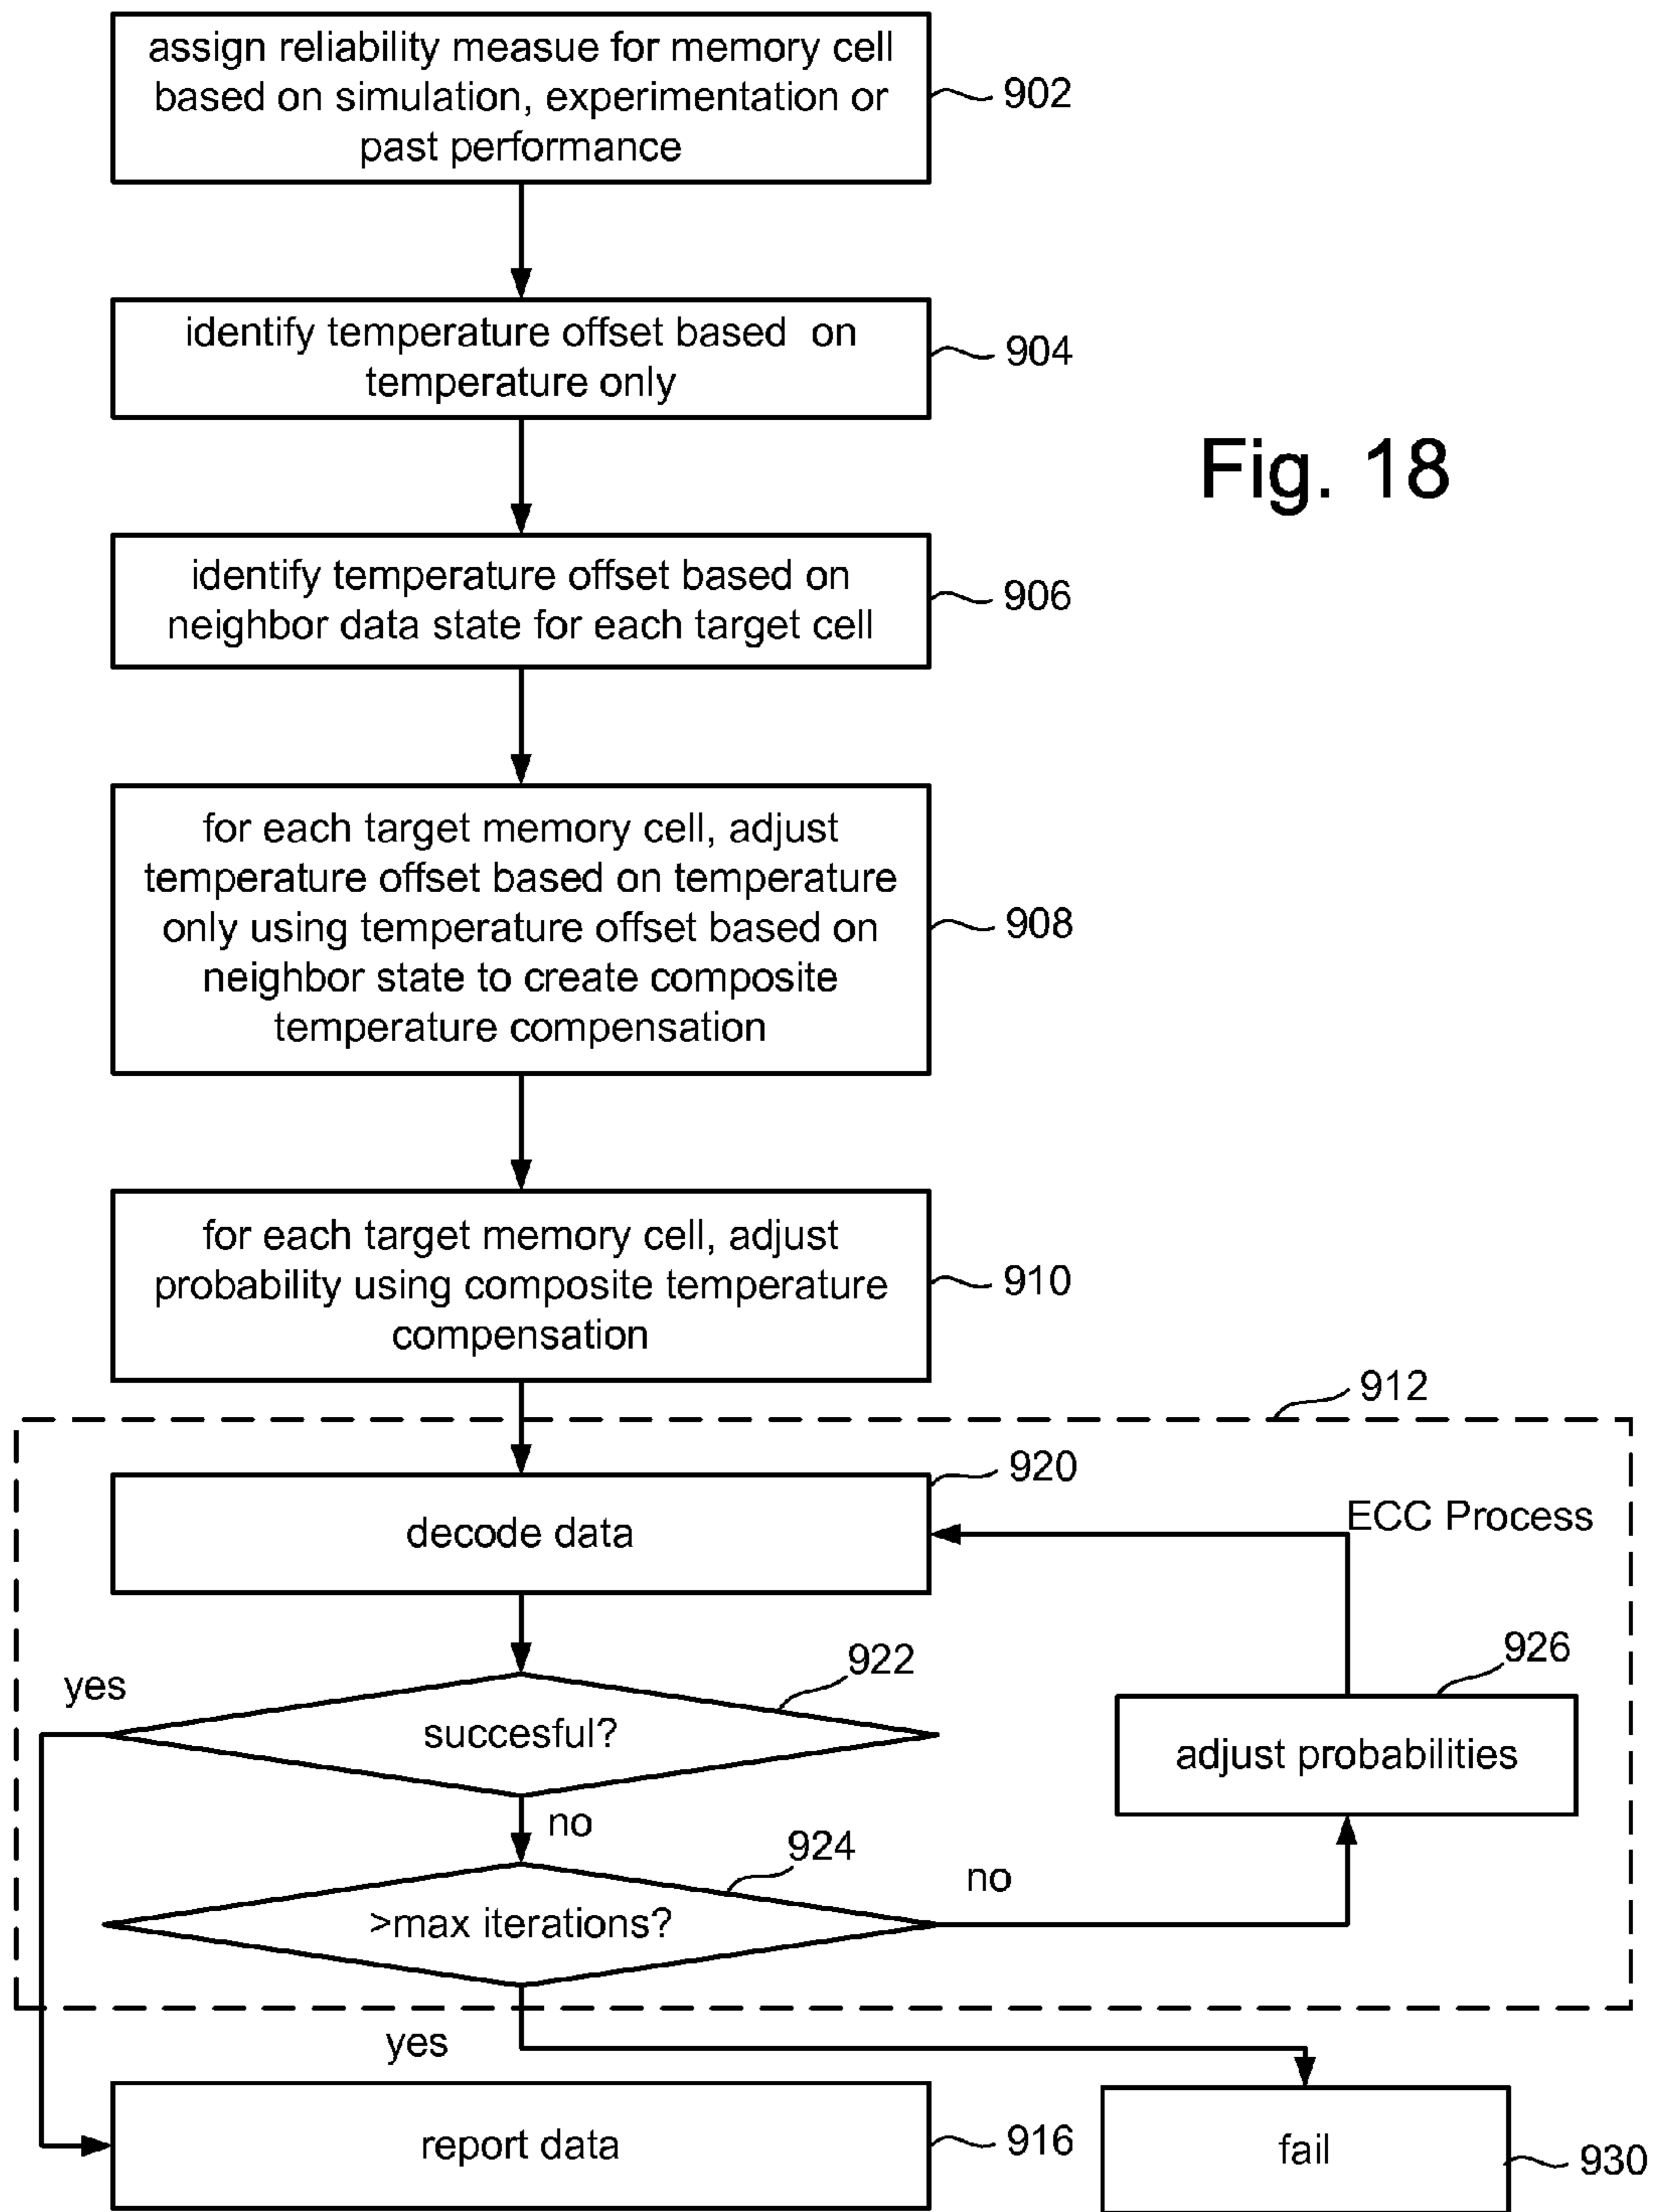 assign reliability measue for memory cell
based on simulation, experimentation or
past performance
902
identify temperature offset based on
temperature only
904
Fig. 18
identify temperature offset based on
neighbor data state for each target cell
906
for each target memory cell, adjust
temperature offset based on temperature
only using temperature offset based on
neighbor state to create composite
temperature compensation
908
for each target memory cell, adjust
probability using composite temperature
compensation
910
912
920
decode data
ECC Process
922
yes
succesful?
926
adjust probabilities
no
924
>max iterations?
no
yes
report data
916
fail
930